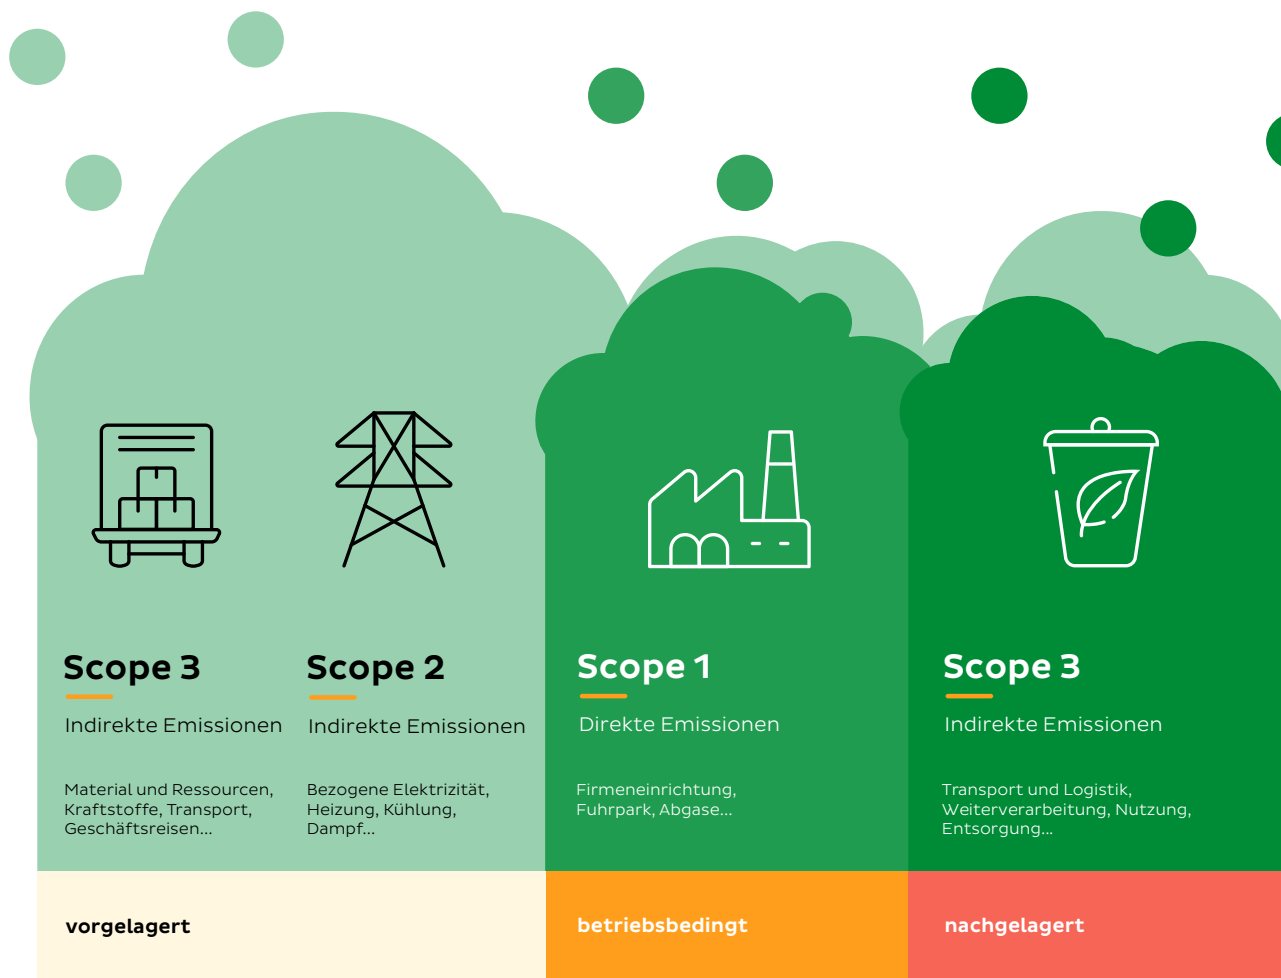 Scope 3
Indirekte Emissionen
Material und Ressourcen,
Kraftstoffe, Transport,
Geschäftsreisen...
Scope 2
Indirekte Emissionen
Bezogene Elektrizität,
Heizung, Kühlung,
Dampf...
Scope 1
Direkte Emissionen
Firmeneinrichtung,
Fuhrpark, Abgase...
Scope 3
Indirekte Emissionen
Transport und Logistik,
Weiterverarbeitung, Nutzung,
Entsorgung...
vorgelagert
betriebsbedingt
nachgelagert